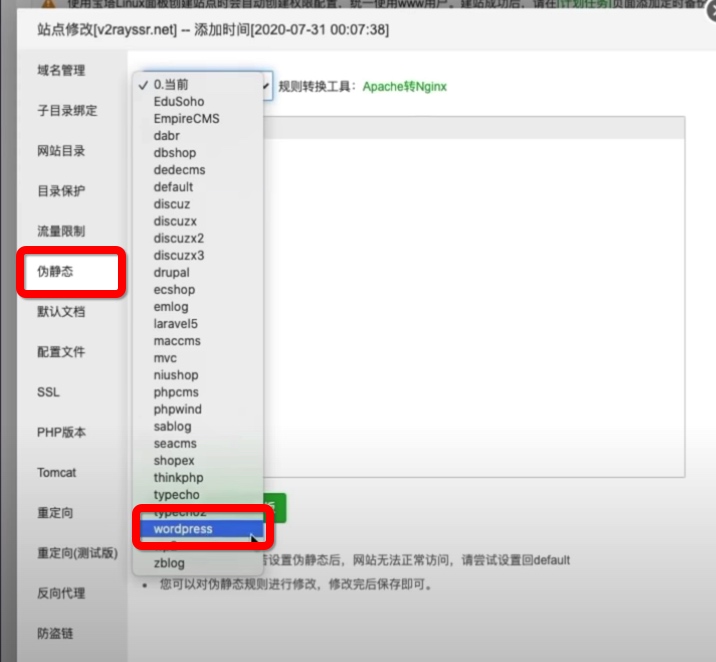 使用宝塔Linux面板创建站点时会自动创建权限配置，统一使用www用户。建站成功后，请在[计划任务]页面添加定时备份
站点修改[v2rayssr.net] -- 添加时间[2020-07-31 00:07:38]
域名管理
子目录绑定
网站目录
目录保护
流量限制
伪静态
默认文档
配置文件
SSL
PHP版本
Tomcat
重定向
重定向(测试版)
反向代理
防盗链
规则转换工具：Apache转Nginx
✓ 0.当前
EduSoho
EmpireCMS
dabr
dbshop
dedecms
default
discuz
discuzx
discuzx2
discuzx3
drupal
ecshop
emlog
laravel5
maccms
mvc
niushop
phpcms
phpwind
sablog
seacms
shopex
thinkphp
typecho
typecho2
wordpress
zblog
设置伪静态后，网站无法正常访问，请尝试设置回default
• 您可以对伪静态规则进行修改，修改完后保存即可。